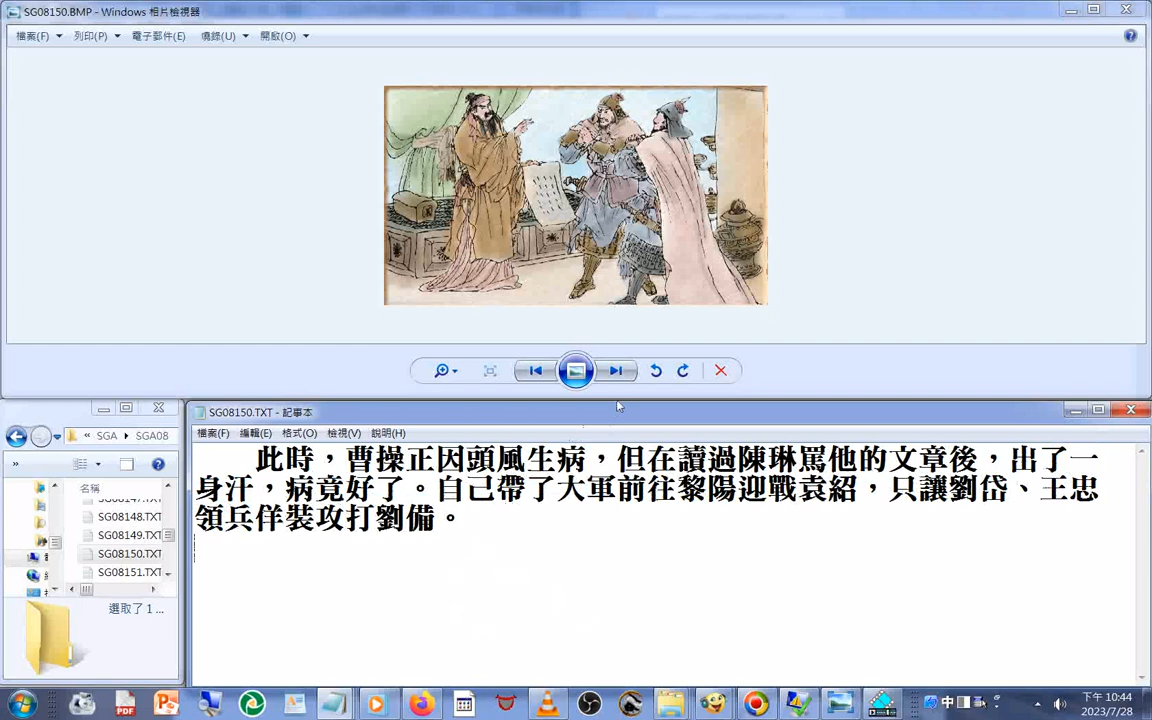 SG08150.BMP - Windows 相片檢視器
檔案(F) 列印(P) 電子郵件(E) 燒錄(U) 開啟(O)
SGA SGA08
名稱
SG08148.TXT
SG08149.TXT
SG08150.TXT
SG08151.TXT
選取了 1 ...
SG08150.TXT - 記事本
檔案(F) 編輯(E) 格式(O) 檢視(V) 說明(H)
此時，曹操正因頭風生病，但在讀過陳琳罵他的文章後，出了一
身汗，病竟好了。自己帶了大軍前往黎陽迎戰袁紹，只讓劉岱、王忠
領兵佯裝攻打劉備。
PDF
中
下午 10:44
2023/7/28